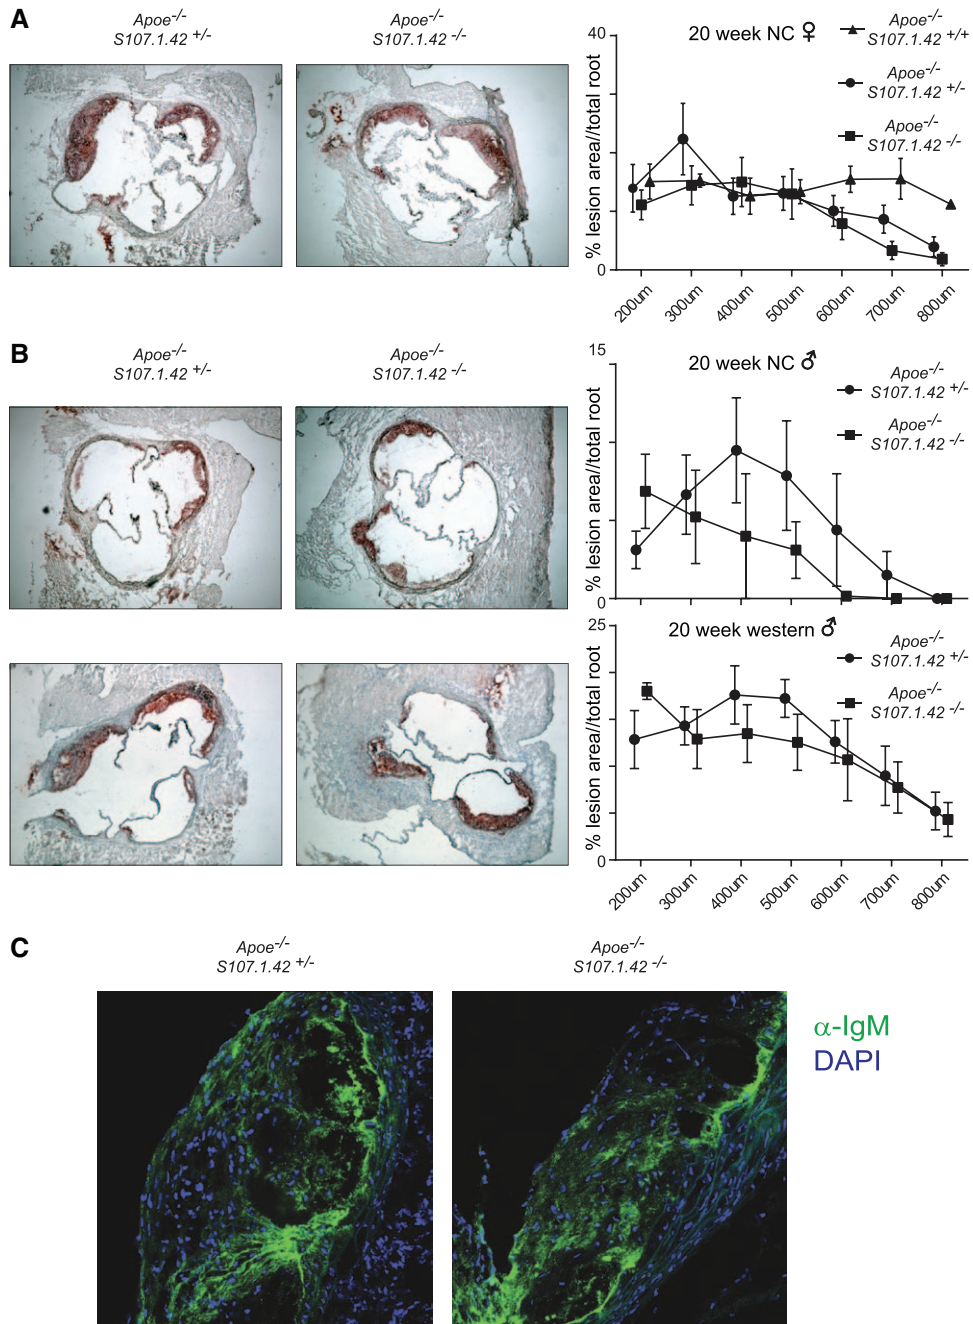 A
Apoe-/-
S107.1.42 +/-
Apoe-/-
S107.1.42 -/-
20 week NC ♀
Apoe-/-
S107.1.42 +/+
Apoe-/-
S107.1.42 +/-
Apoe-/-
S107.1.42 -/-
% lesion area//total root
40
0
200um
300um
400um
500um
600um
700um
800um
B
Apoe-/-
S107.1.42 +/-
Apoe-/-
S107.1.42 -/-
20 week NC ♂
Apoe-/-
S107.1.42 +/-
Apoe-/-
S107.1.42 -/-
% lesion area//total root
15
0
20 week western ♂
Apoe-/-
S107.1.42 +/-
Apoe-/-
S107.1.42 -/-
% lesion area//total root
25
0
200um
300um
400um
500um
600um
700um
800um
C
Apoe-/-
S107.1.42 +/-
Apoe-/-
S107.1.42 -/-
α-IgM
DAPI